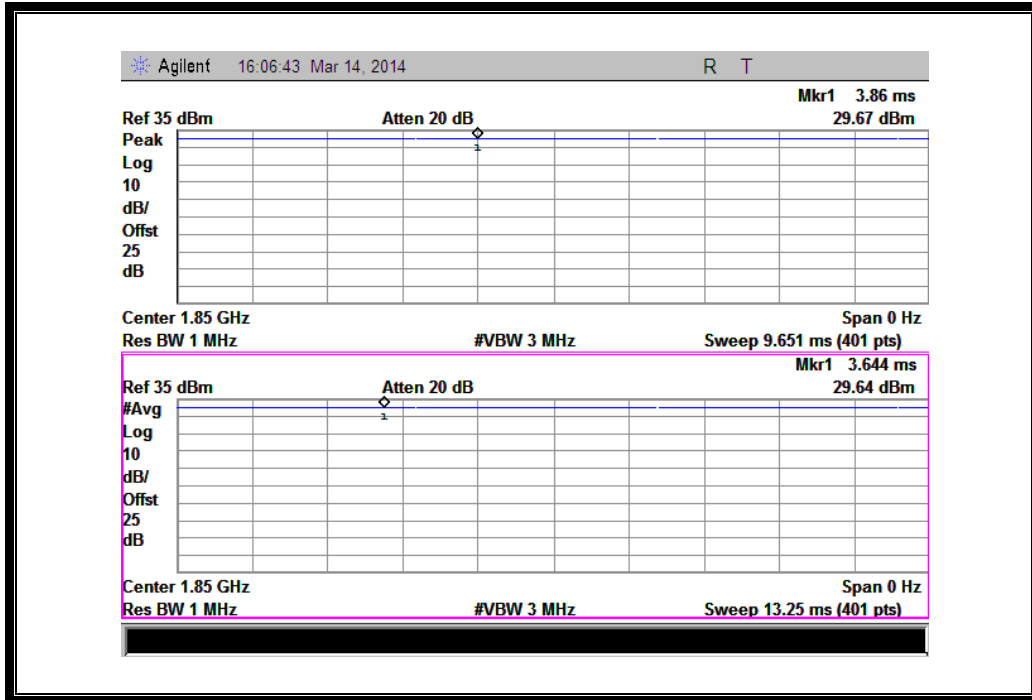 Agilent 16:06:43 Mar 14, 2014 R T
Mkr1 3.86 ms
Ref 35 dBm Atten 20 dB 29.67 dBm
Peak
1
Log
10
dB/
Offst
25
dB
Center 1.85 GHz Span 0 Hz
Res BW 1 MHz #VBW 3 MHz Sweep 9.651 ms (401 pts)
Mkr1 3.644 ms
Ref 35 dBm Atten 20 dB 29.64 dBm
#Avg
1
Log
10
dB/
Offst
25
dB
Center 1.85 GHz Span 0 Hz
Res BW 1 MHz #VBW 3 MHz Sweep 13.25 ms (401 pts)